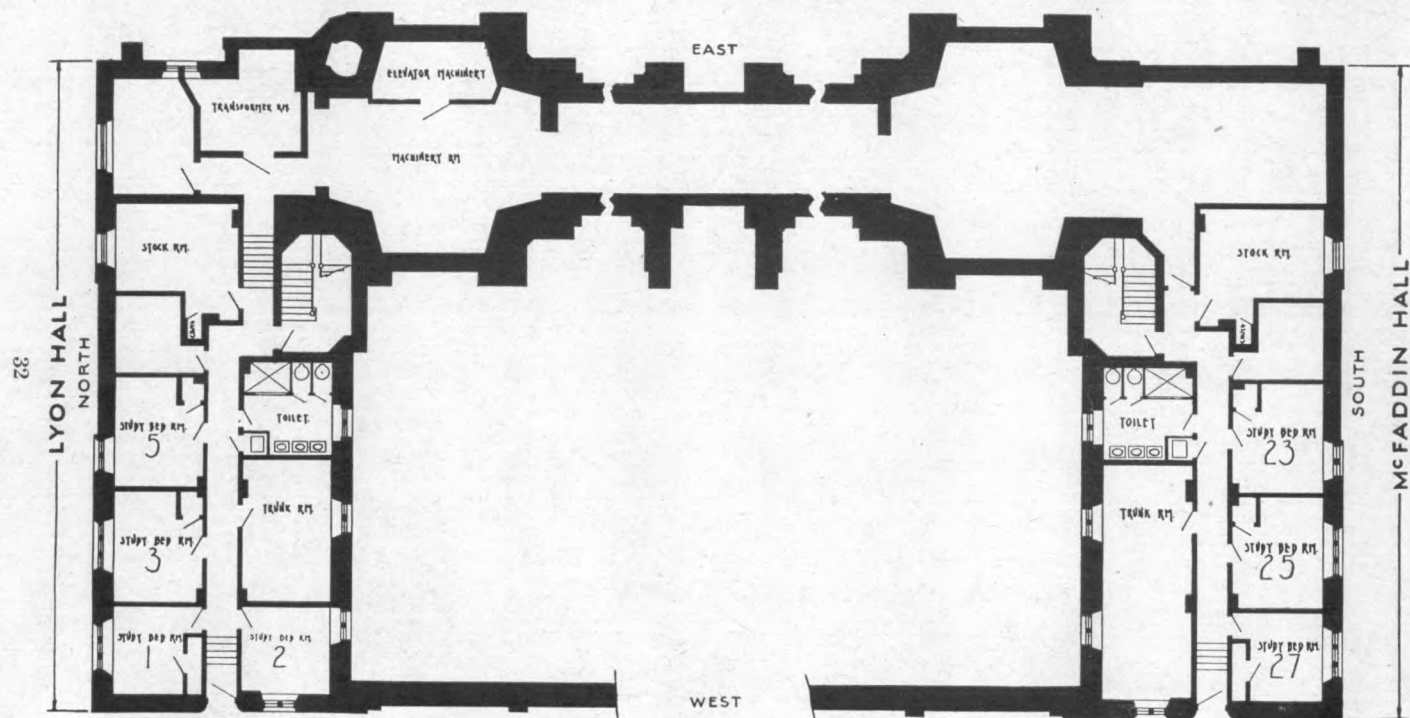 EAST
ELEVATOR MACHINERY
TRANSFORMER RM.
MACHINERY RM
STOCK RM.
STOCK RM.
LYON HALL
NORTH
32
SOUTH
McFADDIN HALL
TOILET
TOILET
STUDY BED RM.
5
STUDY BED RM
23
TRUNK RM.
TRUNK RM.
STUDY BED RM.
3
STUDY BED RM.
25
STUDY BED RM
1
STUDY BED RM
2
STUDY BED RM.
27
WEST